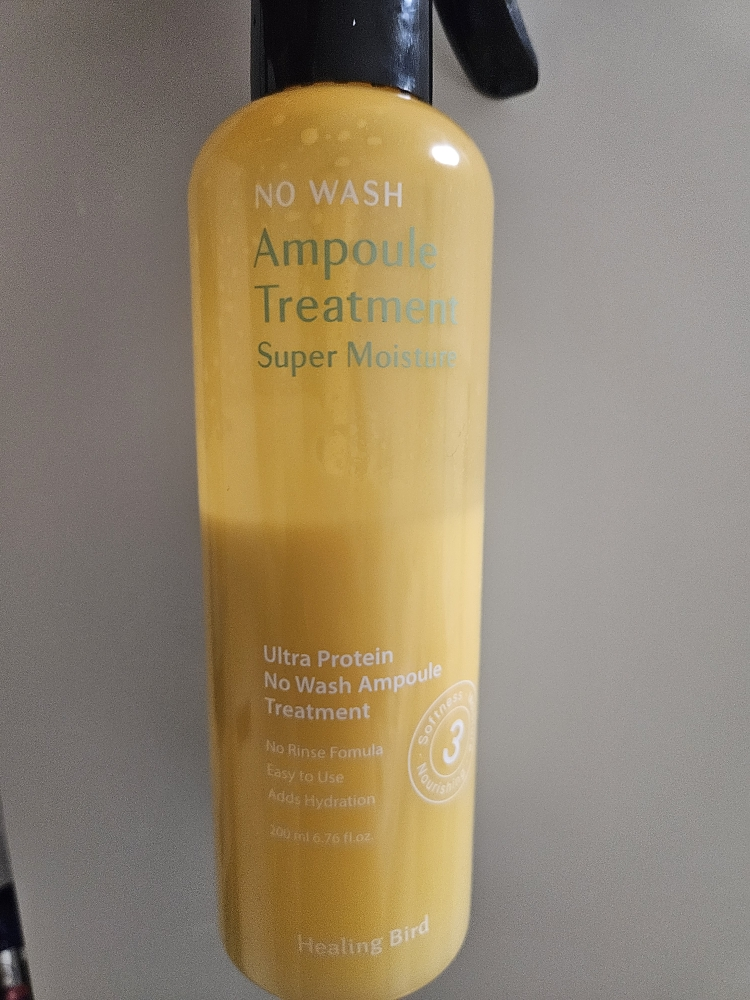 NO WASH
Ampoule
Treatment
Super Moisture
Ultra Protein
No Wash Ampoule
Treatment
No Rinse Fomula
Easy to Use
Adds Hydration
200 ml 6.76 fl.oz.
Softness
3
Nourishing
Healing Bird